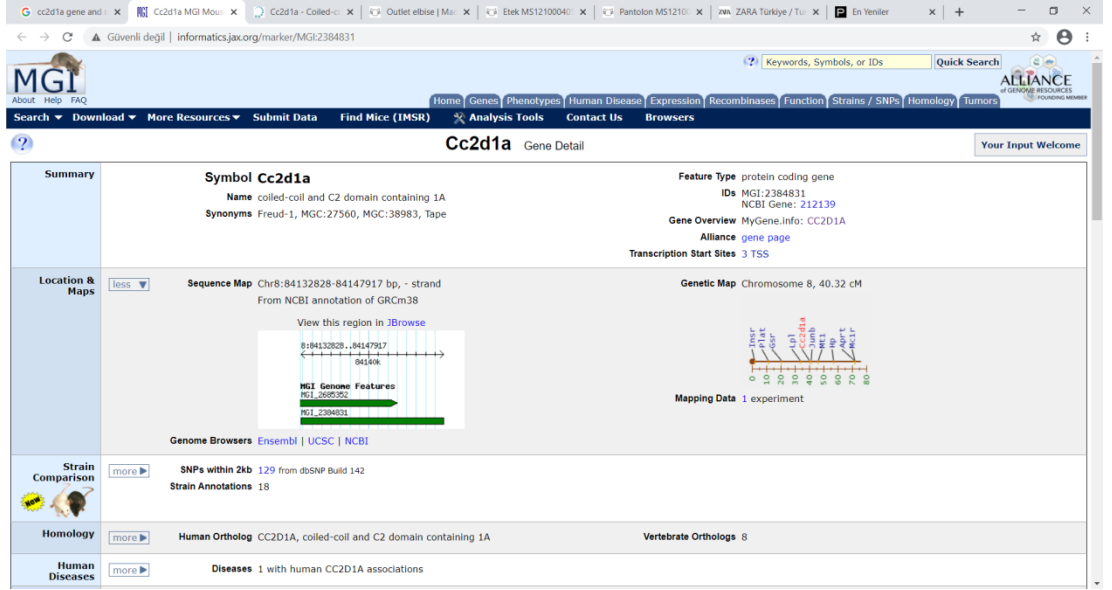 cc2d1a gene and
Cc2d1a MGI Mous
Cc2d1a - Coiled-co
Outlet elbise | Mac
Etek MS12100040
Pantolon MS1210
ZARA Türkiye / Tu
En Yeniler
Güvenli değil | informatics.jax.org/marker/MGI:2384831
MGI
About Help FAQ
Keywords, Symbols, or IDs Quick Search
ALLIANCE
of GENOME RESOURCES
FOUNDING MEMBER
Home Genes Phenotypes Human Disease Expression Recombinases Function Strains / SNPs Homology Tumors
Search Download More Resources Submit Data Find Mice (IMSR) Analysis Tools Contact Us Browsers
? Cc2d1a Gene Detail Your Input Welcome
Summary
Symbol Cc2d1a
Name coiled-coil and C2 domain containing 1A
Synonyms Freud-1, MGC:27560, MGC:38983, Tape
Feature Type protein coding gene
IDs MGI:2384831
NCBI Gene: 212139
Gene Overview MyGene.info: CC2D1A
Alliance gene page
Transcription Start Sites 3 TSS
Location & Maps
less
Sequence Map Chr8:84132828-84147917 bp, - strand
From NCBI annotation of GRCm38
View this region in JBrowse
8:84132828..84147917
84140k
MGI Genome Features
MGI_2685352
MGI_2384831
Genome Browsers Ensembl | UCSC | NCBI
Genetic Map Chromosome 8, 40.32 cM
Insr Plat Gsr Lpl Cc2d1a Junb Mt1 Hp Aprt Mc1r
0 10 20 30 40 50 60 70 80
Mapping Data 1 experiment
Strain Comparison
New
more
SNPs within 2kb 129 from dbSNP Build 142
Strain Annotations 18
Homology
more
Human Ortholog CC2D1A, coiled-coil and C2 domain containing 1A
Vertebrate Orthologs 8
Human Diseases
more
Diseases 1 with human CC2D1A associations